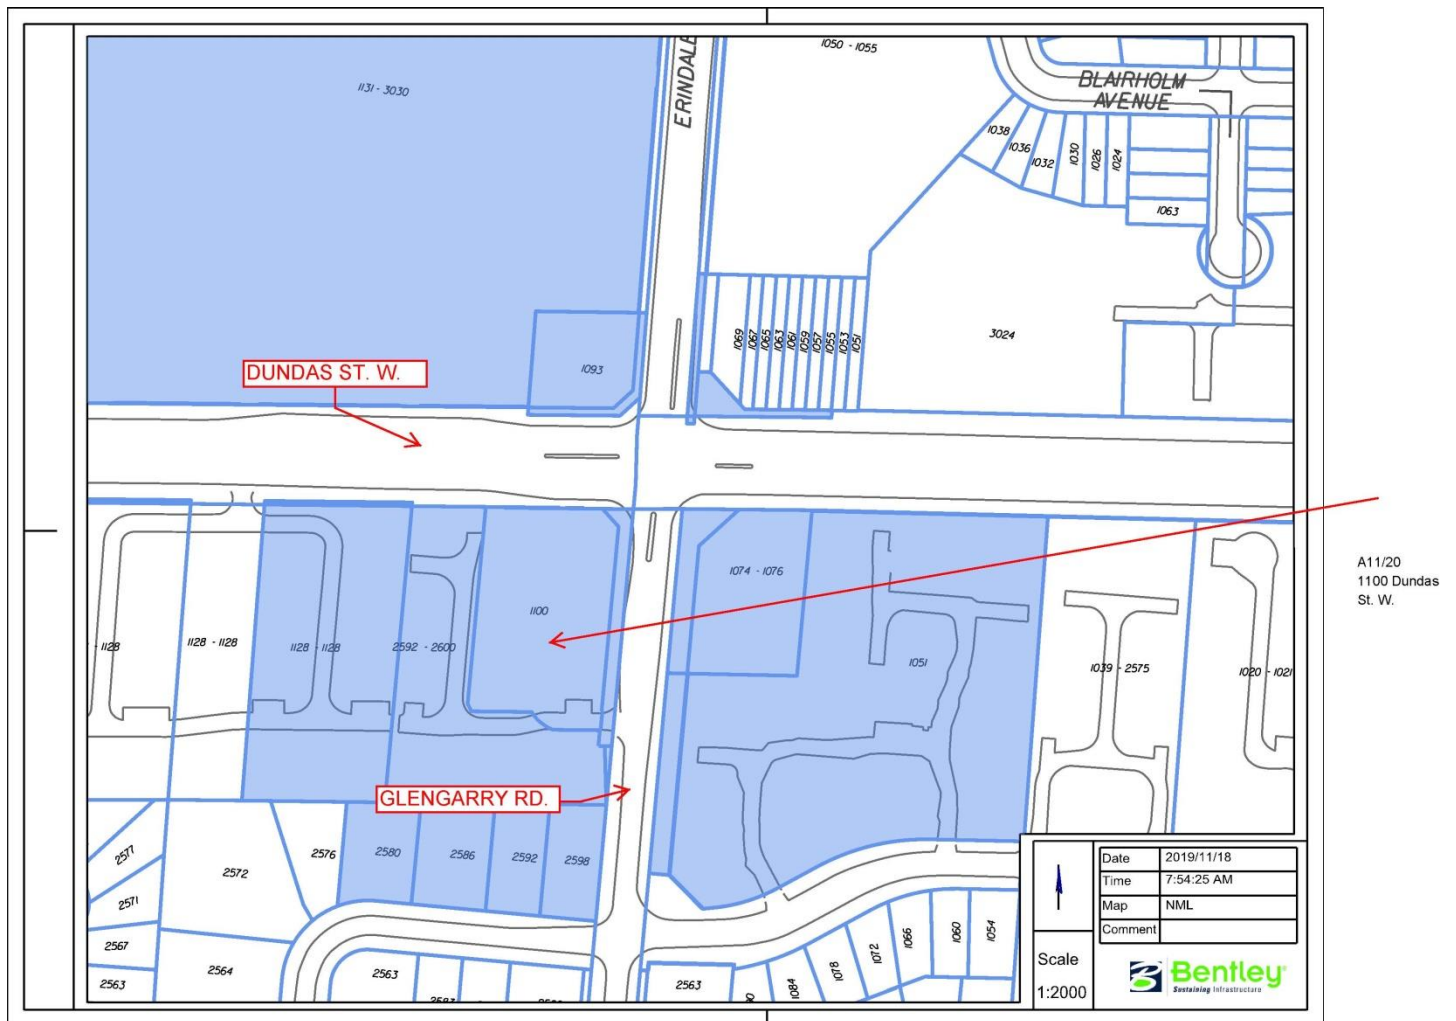 1050 - 1055
BLAIRHOLM
AVENUE
1131 - 3030
ERINDALE
1038
1036
1032
1030
1026
1024
1063
3024
1069
1067
1065
1063
1061
1059
1057
1055
1053
1051
1093
DUNDAS ST. W.
A11/20
1100 Dundas
St. W.
1074 - 1076
1100
- 1128
1128 - 1128
1128 - 1128
2592 - 2600
1051
1039 - 2575
1020 - 1021
GLENGARRY RD.
2577
2576
2580
2586
2592
2598
2572
2571
2567
2564
2563
2563
2563
1084
1078
1072
1066
1060
1054
Date 2019/11/18
Time 7:54:25 AM
Map NML
Comment
Scale
1:2000
Bentley
Sustaining Infrastructure